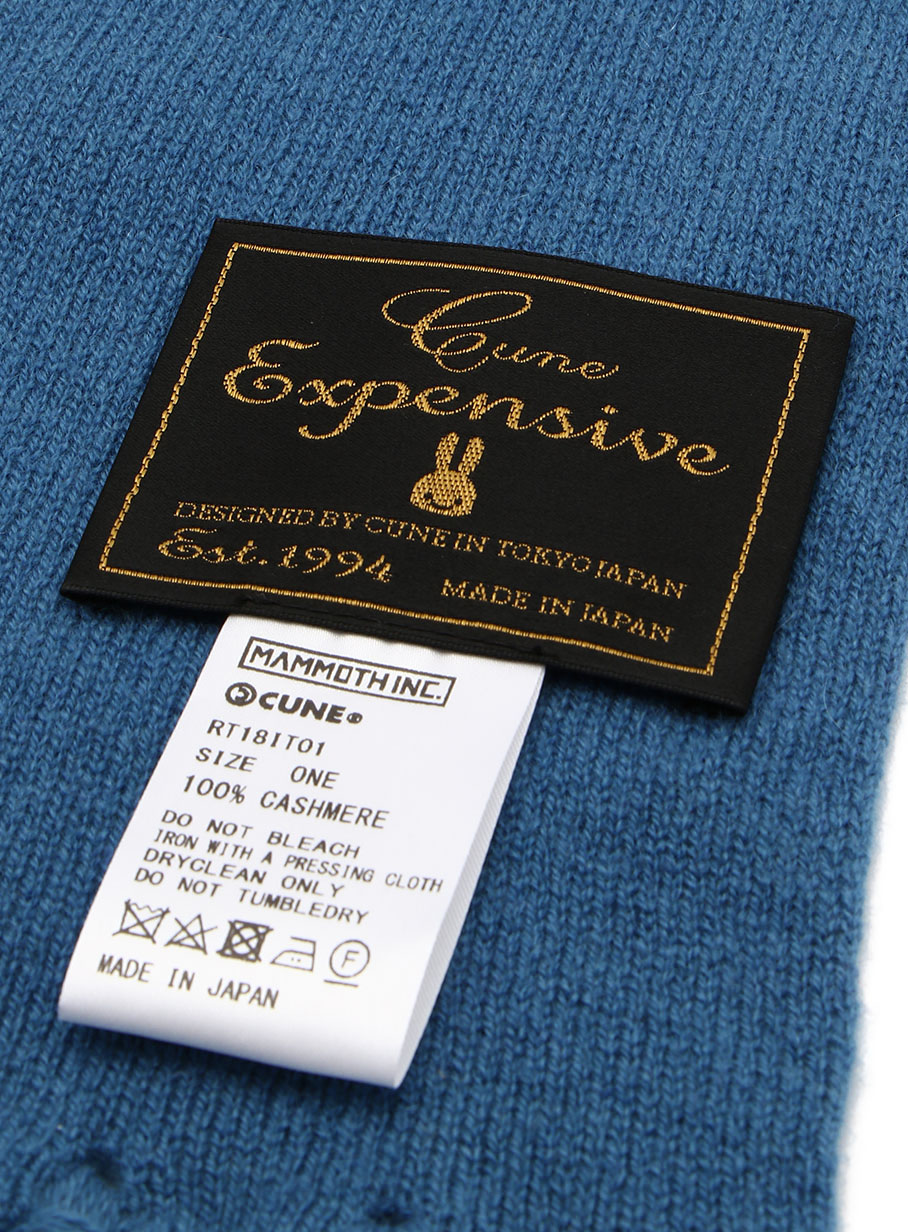 Cune
Expensive
DESIGNED BY CUNE IN TOKYO JAPAN
Est.1994
MADE IN JAPAN
MAMMOTH INC.
CUNE®
RT18IT01
SIZE ONE
100% CASHMERE
DO NOT BLEACH
IRON WITH A PRESSING CLOTH
DRYCLEAN ONLY
DO NOT TUMBLEDRY
F
MADE IN JAPAN